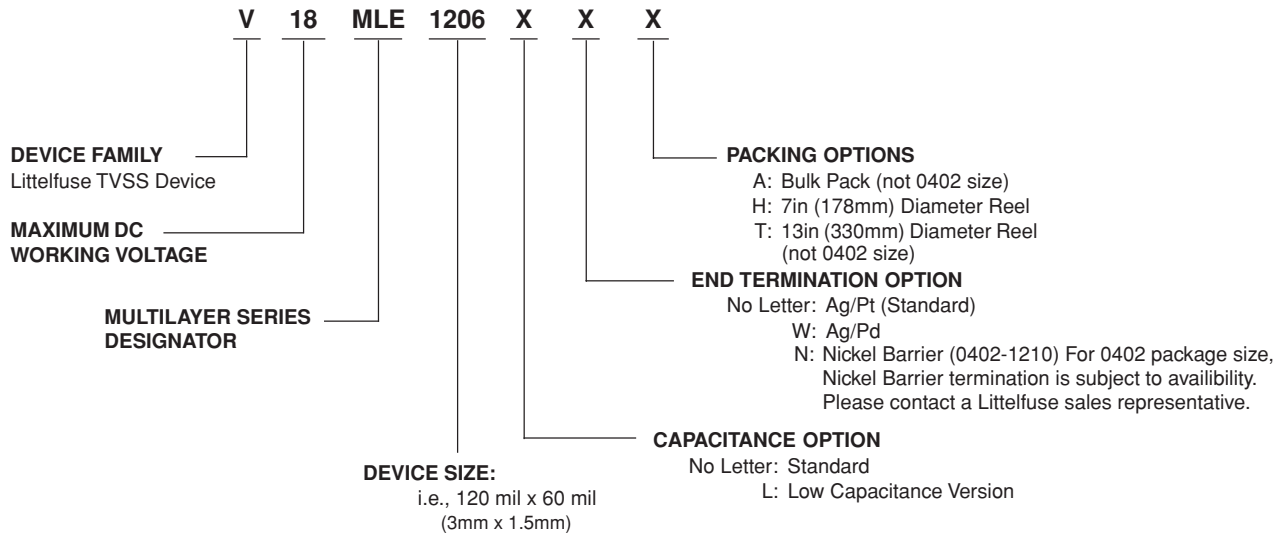 V 18 MLE 1206 X X X
DEVICE FAMILY
Littelfuse TVSS Device
MAXIMUM DC
WORKING VOLTAGE
MULTILAYER SERIES
DESIGNATOR
DEVICE SIZE:
i.e., 120 mil x 60 mil
(3mm x 1.5mm)
PACKING OPTIONS
A: Bulk Pack (not 0402 size)
H: 7in (178mm) Diameter Reel
T: 13in (330mm) Diameter Reel
(not 0402 size)
END TERMINATION OPTION
No Letter: Ag/Pt (Standard)
W: Ag/Pd
N: Nickel Barrier (0402-1210) For 0402 package size,
Nickel Barrier termination is subject to availibility.
Please contact a Littelfuse sales representative.
CAPACITANCE OPTION
No Letter: Standard
L: Low Capacitance Version